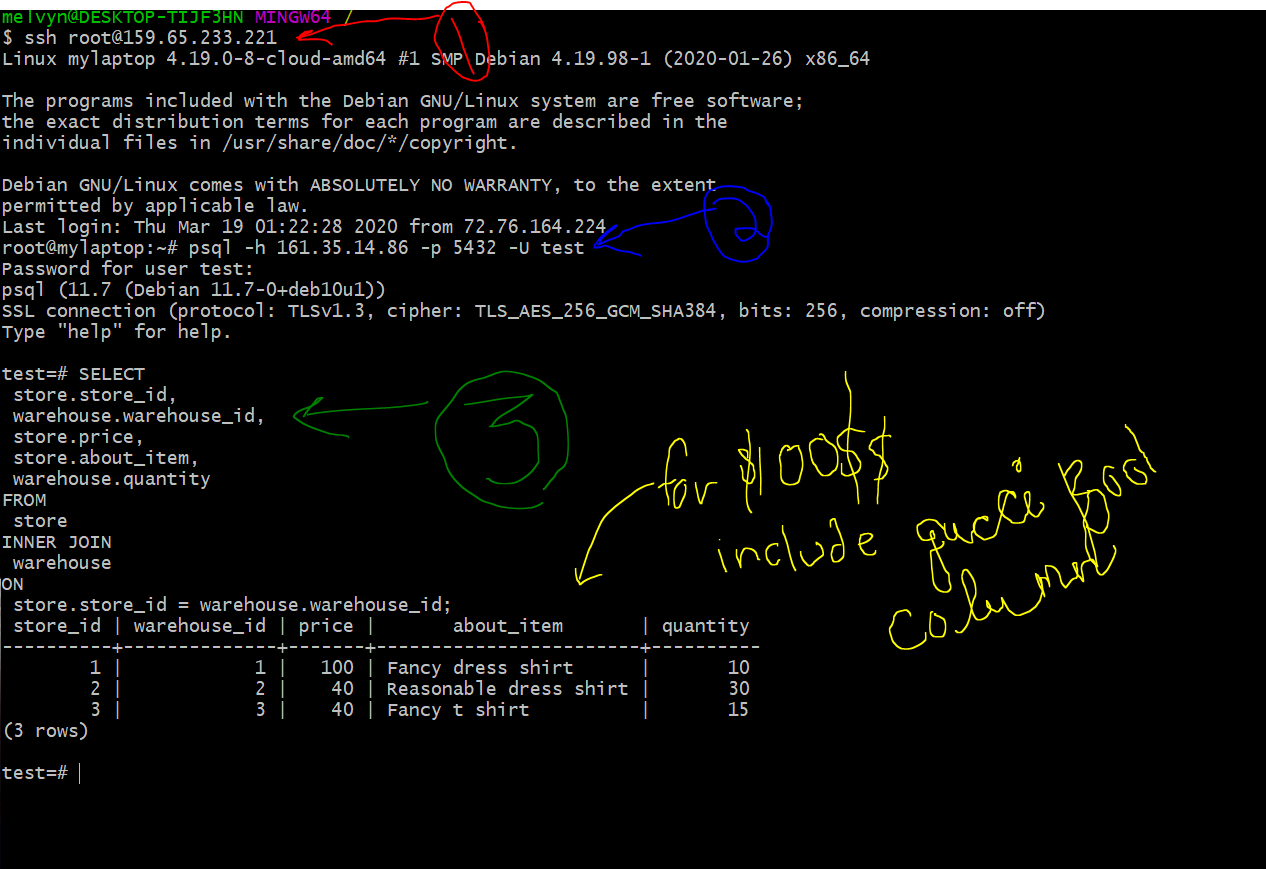 melvyn@DESKTOP-TIJF3HN MINGW64 /
$ ssh root@159.65.233.221
1
Linux mylaptop 4.19.0-8-cloud-amd64 #1 SMP Debian 4.19.98-1 (2020-01-26) x86_64
The programs included with the Debian GNU/Linux system are free software;
the exact distribution terms for each program are described in the
individual files in /usr/share/doc/*/copyright.
Debian GNU/Linux comes with ABSOLUTELY NO WARRANTY, to the extent
permitted by applicable law.
Last login: Thu Mar 19 01:22:28 2020 from 72.76.164.224
2
root@mylaptop:~# psql -h 161.35.14.86 -p 5432 -U test
Password for user test:
psql (11.7 (Debian 11.7-0+deb10u1))
SSL connection (protocol: TLSv1.3, cipher: TLS_AES_256_GCM_SHA384, bits: 256, compression: off)
Type "help" for help.
test=# SELECT
store.store_id,
warehouse.warehouse_id,
store.price,
store.about_item,
warehouse.quantity
FROM
store
INNER JOIN
warehouse
ON
store.store_id = warehouse.warehouse_id;
3
for $100$$
include
column
store_id | warehouse_id | price | about_item | quantity
----------+--------------+-------+------------------------+----------
1 | 1 | 100 | Fancy dress shirt | 10
2 | 2 | 40 | Reasonable dress shirt | 30
3 | 3 | 40 | Fancy t shirt | 15
(3 rows)
test=#